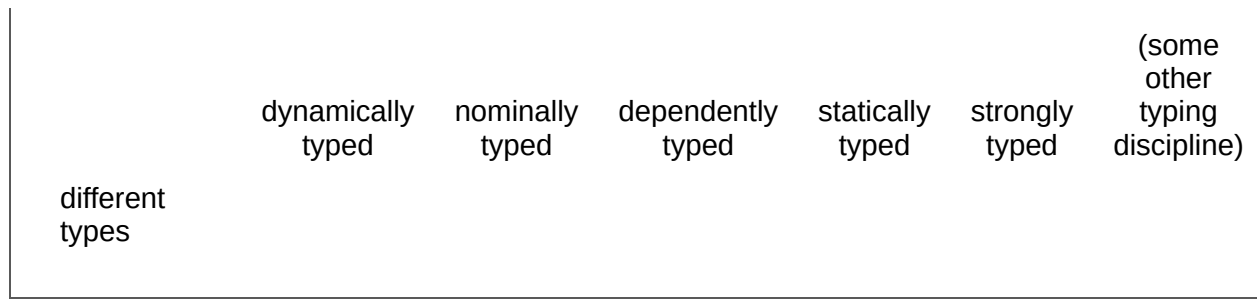 (some
other
dynamically nominally dependently statically strongly typing
typed typed typed typed typed discipline)
different
types